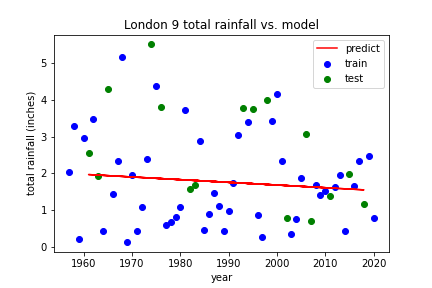 London 9 total rainfall vs. model
predict
train
test
total rainfall (inches)
5
4
3
2
1
0
1960 1970 1980 1990 2000 2010 2020
year